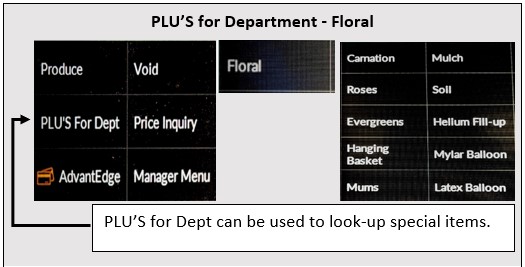 PLU'S for Department - Floral
Produce
Void
PLU'S For Dept
Price Inquiry
AdvantEdge
Manager Menu
Floral
Carnation
Mulch
Roses
Soil
Evergreens
Helium Fill-up
Hanging
Basket
Mylar Balloon
Mums
Latex Balloon
PLU'S for Dept can be used to look-up special items.